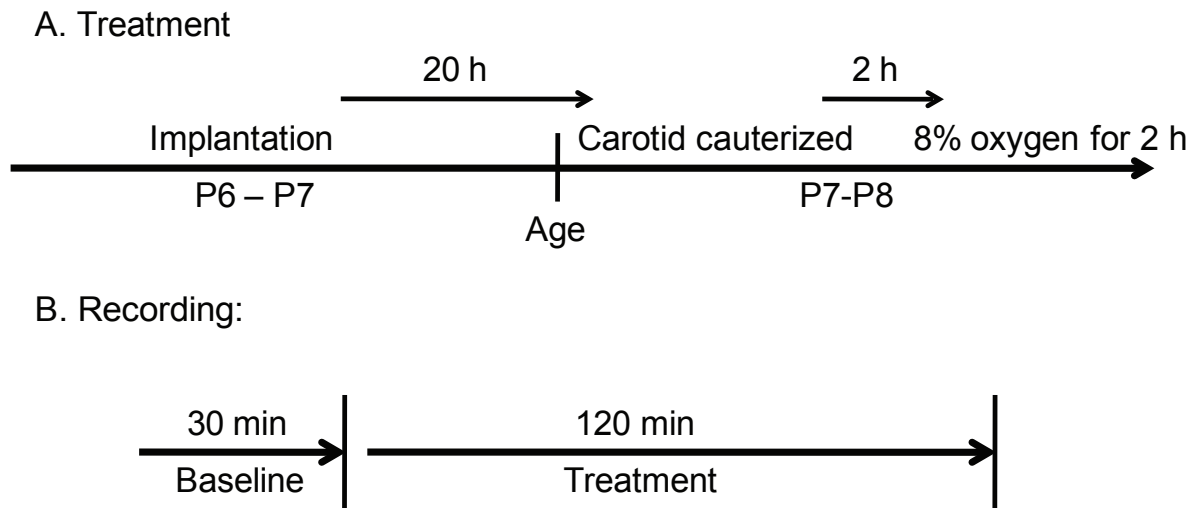 A. Treatment
20 h
2 h
Implantation
Carotid cauterized
8% oxygen for 2 h
P6 – P7
P7-P8
Age
B. Recording:
30 min
120 min
Baseline
Treatment